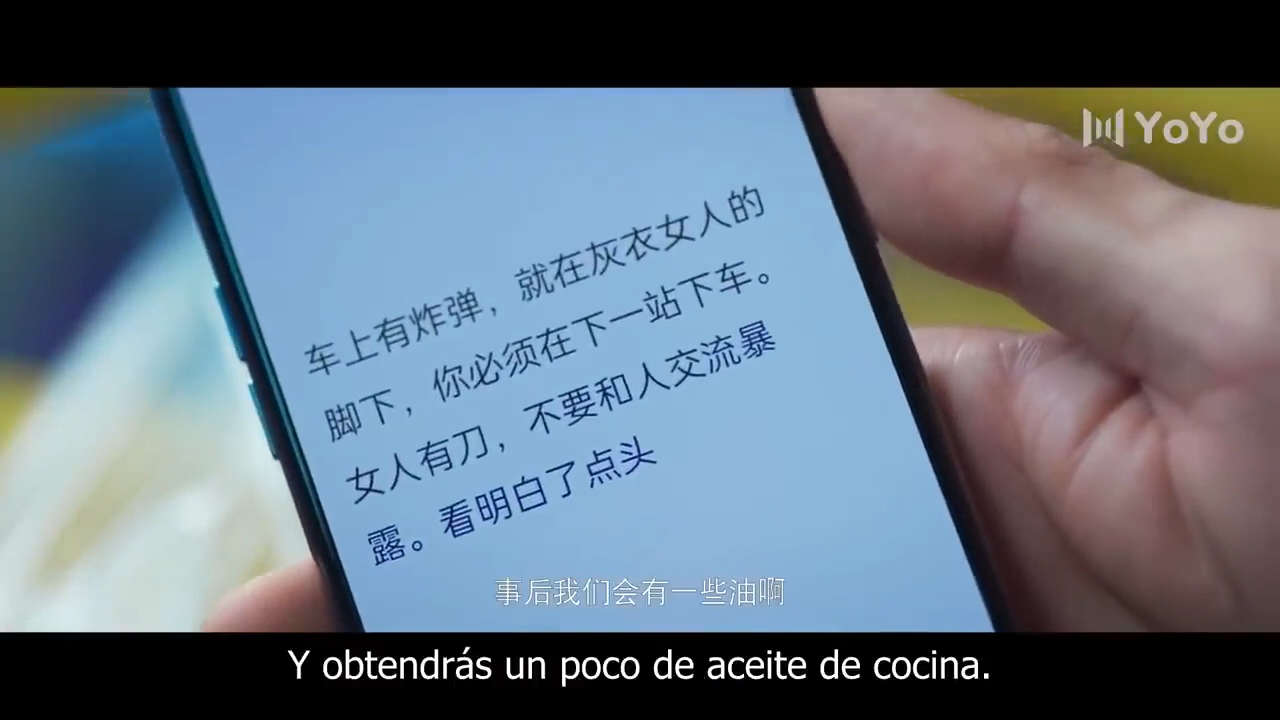 YoYo
车上有炸弹，就在灰衣女人的
脚下，你必须在下一站下车。
女人有刀，不要和人交流暴
露。看明白了点头
事后我们会有一些油啊
Y obtendrás un poco de aceite de cocina.